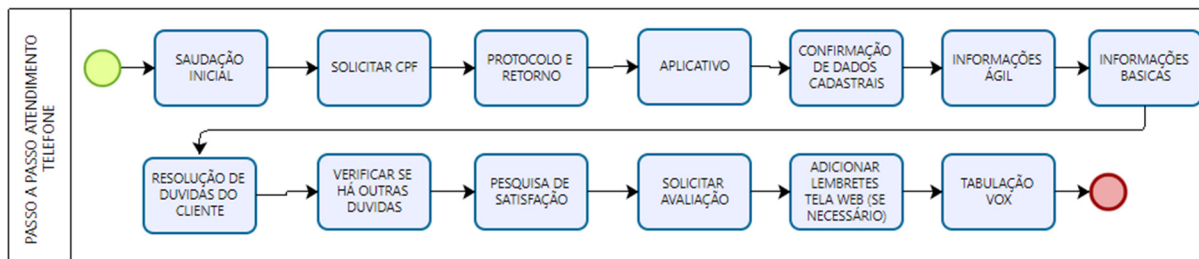 PASSO A PASSO ATENDIMENTO
TELEFONE
SAUDAÇÃO
INICIAL
SOLICITAR CPF
PROTOCOLO E
RETORNO
APLICATIVO
CONFIRMAÇÃO
DE DADOS
CADASTRAIS
INFORMAÇÕES
ÁGIL
INFORMAÇÕES
BASICAS
RESOLUÇÃO DE
DUVIDAS DO
CLIENTE
VERIFICAR SE
HÁ OUTRAS
DUVIDAS
PESQUISA DE
SATISFAÇÃO
SOLICITAR
AVALIAÇÃO
ADICIONAR
LEMBRETES
TELA WEB (SE
NECESSÁRIO)
TABULAÇÃO
VOX